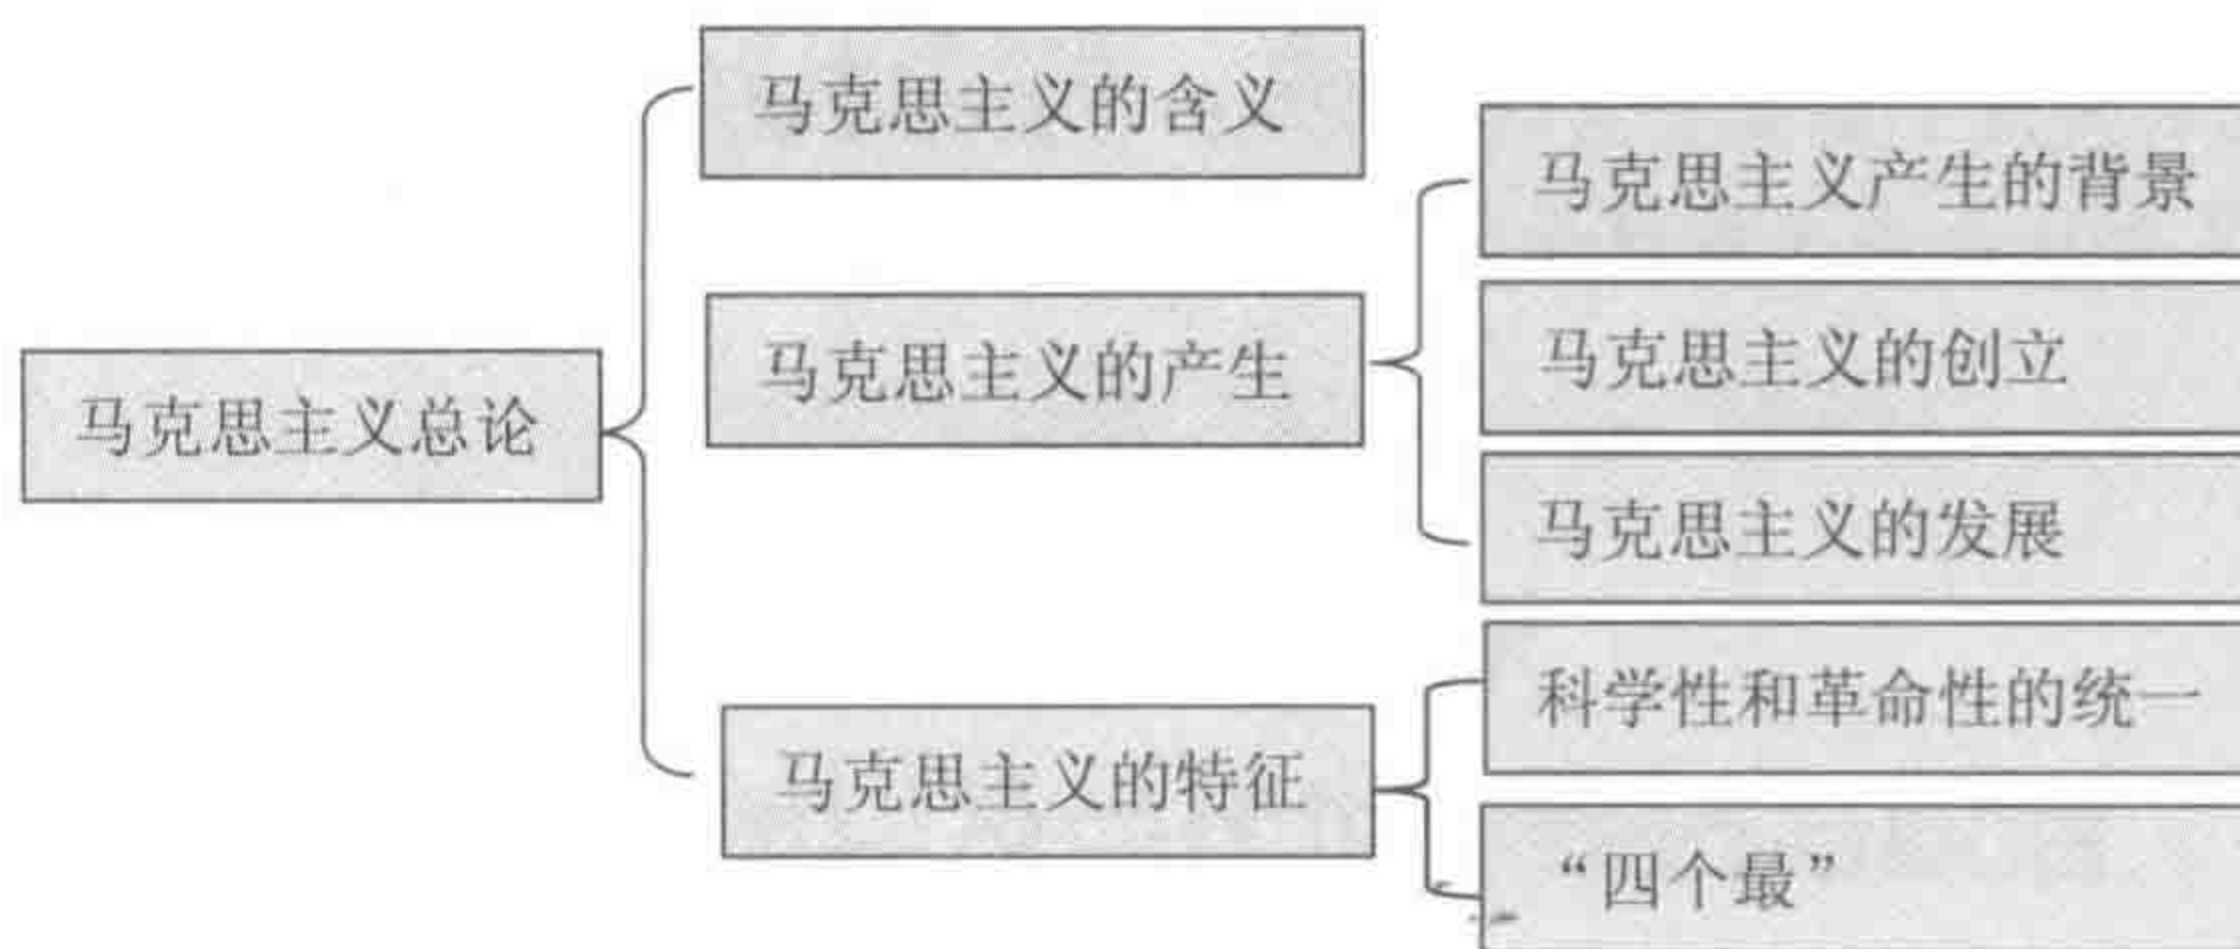 马克思主义总论
马克思主义的含义
马克思主义的产生
马克思主义产生的背景
马克思主义的创立
马克思主义的发展
马克思主义的特征
科学性和革命性的统一
“四个最”